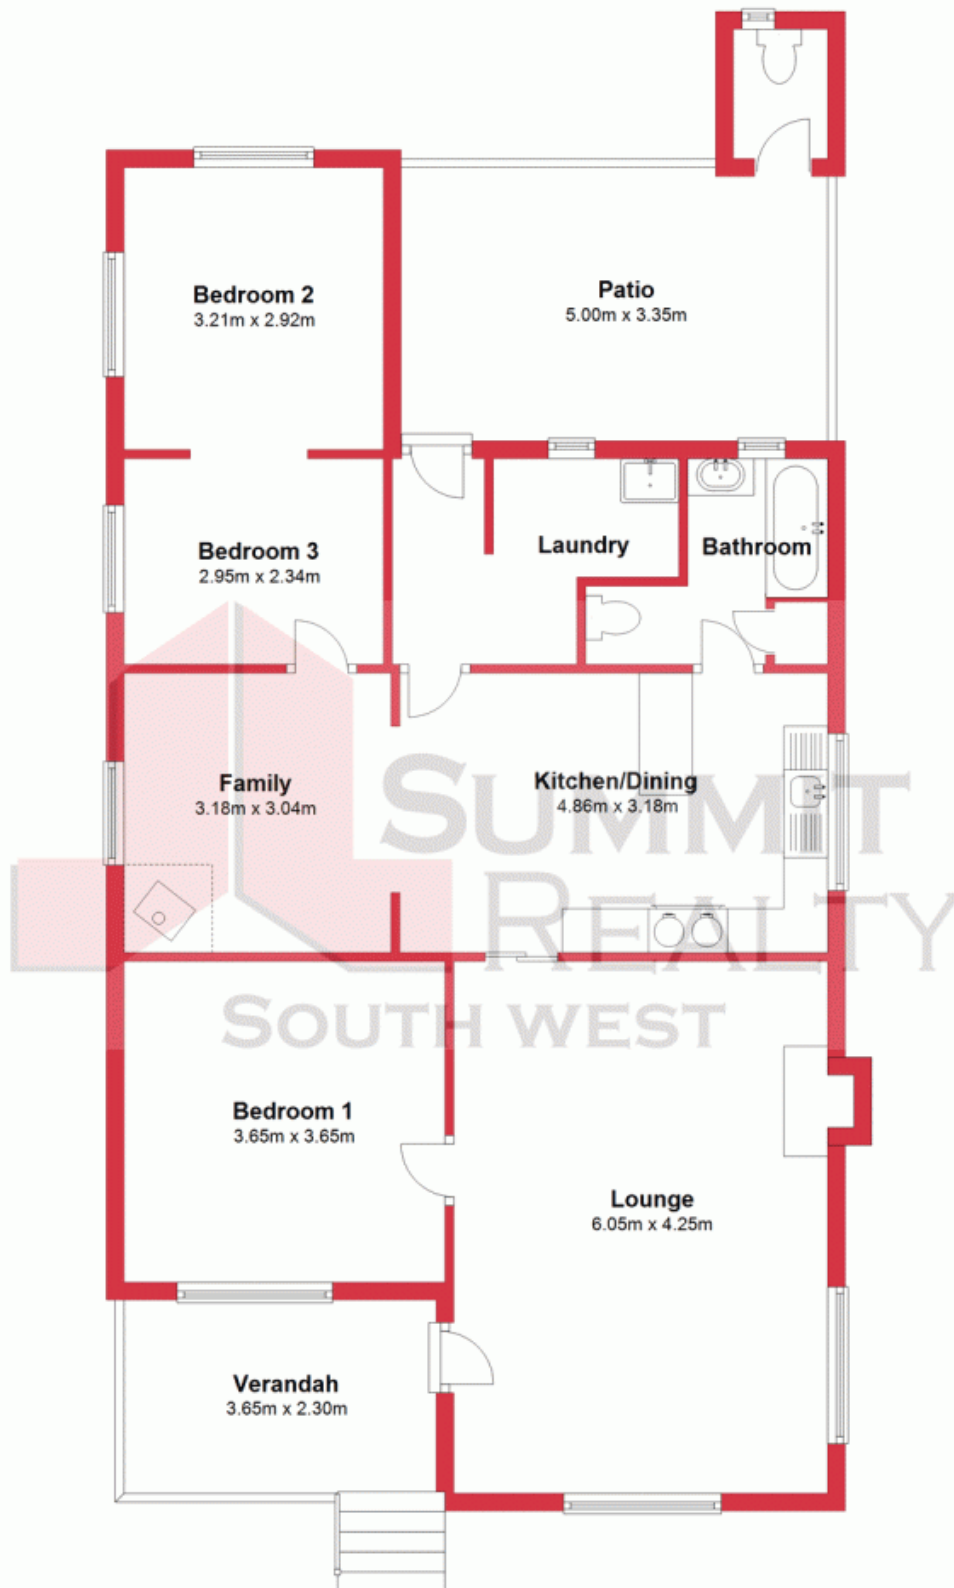 Bedroom 2
3.21m x 2.92m
Patio
5.00m x 3.35m
Bedroom 3
2.95m x 2.34m
Laundry
Bathroom
Family
3.18m x 3.04m
Kitchen/Dining
4.86m x 3.18m
SUMMIT
REALTY
SOUTH WEST
Bedroom 1
3.65m x 3.65m
Lounge
6.05m x 4.25m
Verandah
3.65m x 2.30m